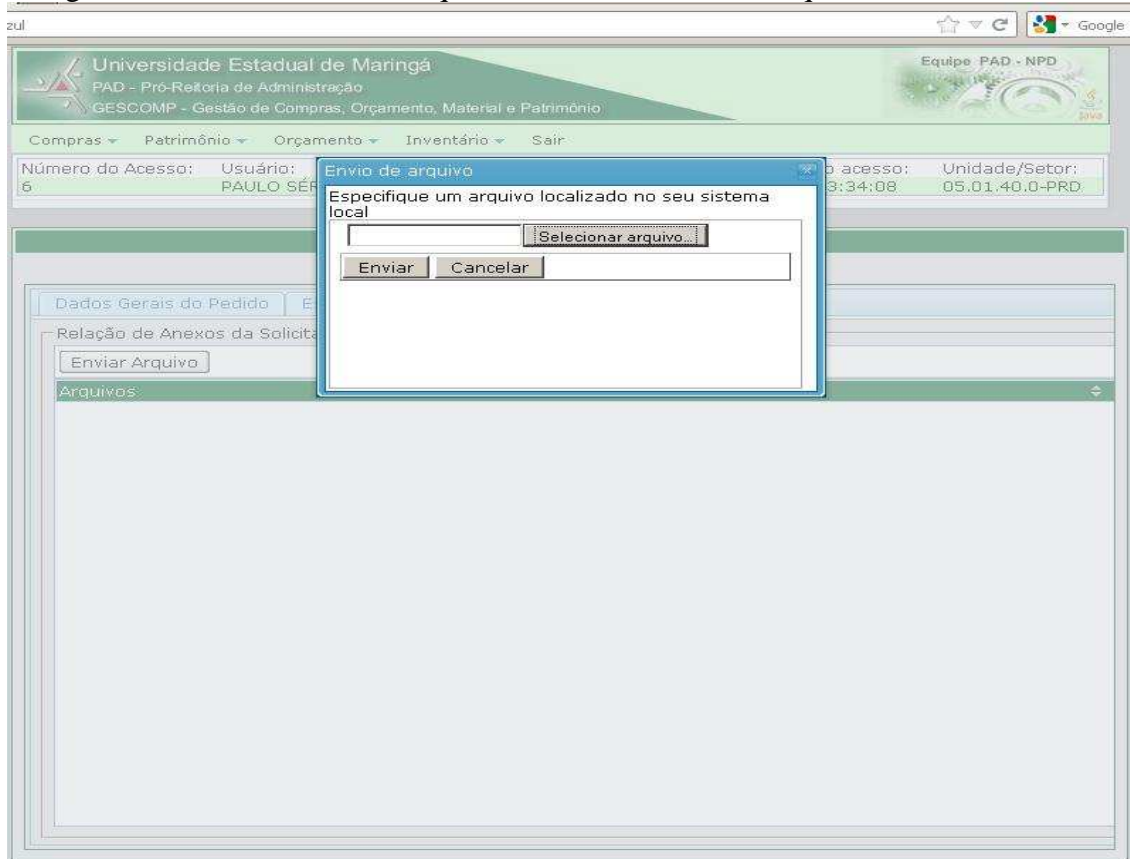 zul
Google
Universidade Estadual de Maringá
PAD - Pró-Reitoria de Administração
GESCOMP - Gestão de Compras, Orçamento, Material e Patrimônio
Equipe PAD - NPD
Java
Compras Patrimônio Orçamento Inventário Sair
Número do Acesso: Usuário: acesso: Unidade/Setor:
6 PAULO 3:34:08 05.01.40.0-PRD
Envio de arquivo
Especifique um arquivo localizado no seu sistema
local
Selecionar arquivo...
Enviar Cancelar
Dados Gerais do Pedido E
Relação de Anexos da Solicita
Enviar Arquivo
Arquivos